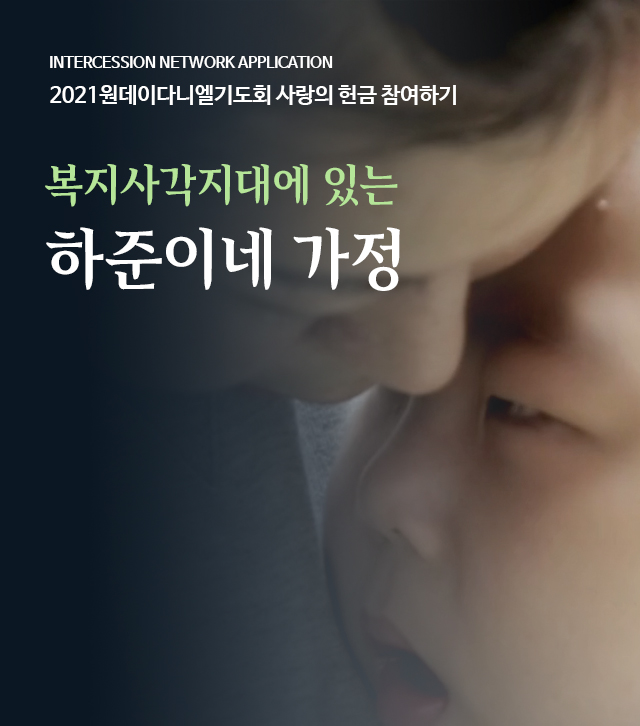 INTERCESSION NETWORK APPLICATION
2021원데이다니엘기도회 사랑의 헌금 참여하기
복지사각지대에 있는
하준이네 가정